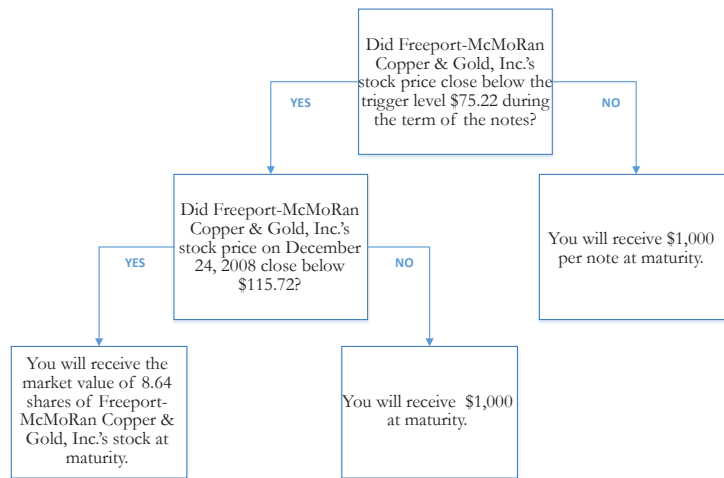 Did Freeport-McMoRan
Copper & Gold, Inc.'s
stock price close below the
trigger level $75.22 during
the term of the notes?
YES
NO
Did Freeport-McMoRan
Copper & Gold, Inc.'s
stock price on December
24, 2008 close below
$115.72?
You will receive $1,000
per note at maturity.
YES
NO
You will receive the
market value of 8.64
shares of Freeport-
McMoRan Copper &
Gold, Inc.'s stock at
maturity.
You will receive $1,000
at maturity.